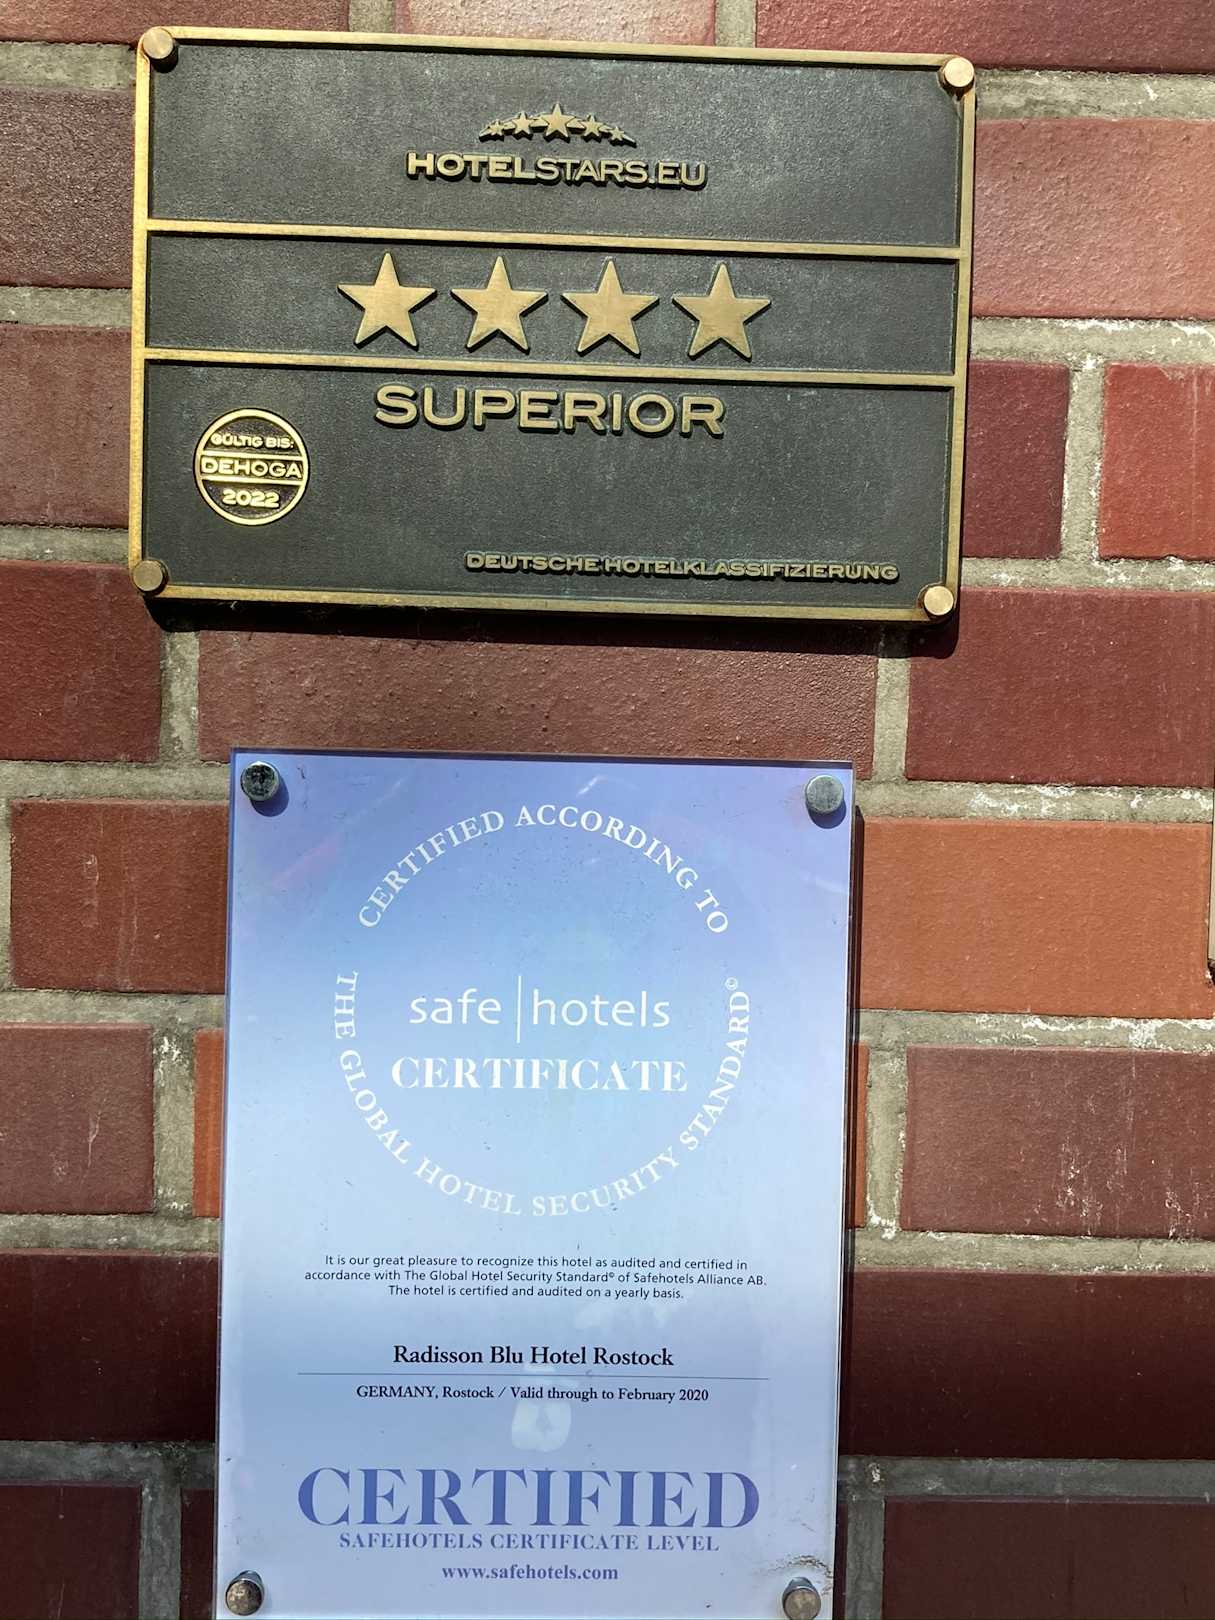 HOTELSTARS.EU
SUPERIOR
GÜLTIG BIS:
DEHOGA
2022
DEUTSCHE HOTELKLASSIFIZIERUNG
CERTIFIED ACCORDING TO
THE GLOBAL HOTEL SECURITY STANDARD©
safe|hotels
CERTIFICATE
It is our great pleasure to recognize this hotel as audited and certified in
accordance with The Global Hotel Security Standard© of Safehotels Alliance AB.
The hotel is certified and audited on a yearly basis.
Radisson Blu Hotel Rostock
GERMANY, Rostock / Valid through to February 2020
CERTIFIED
SAFEHOTELS CERTIFICATE LEVEL
www.safehotels.com